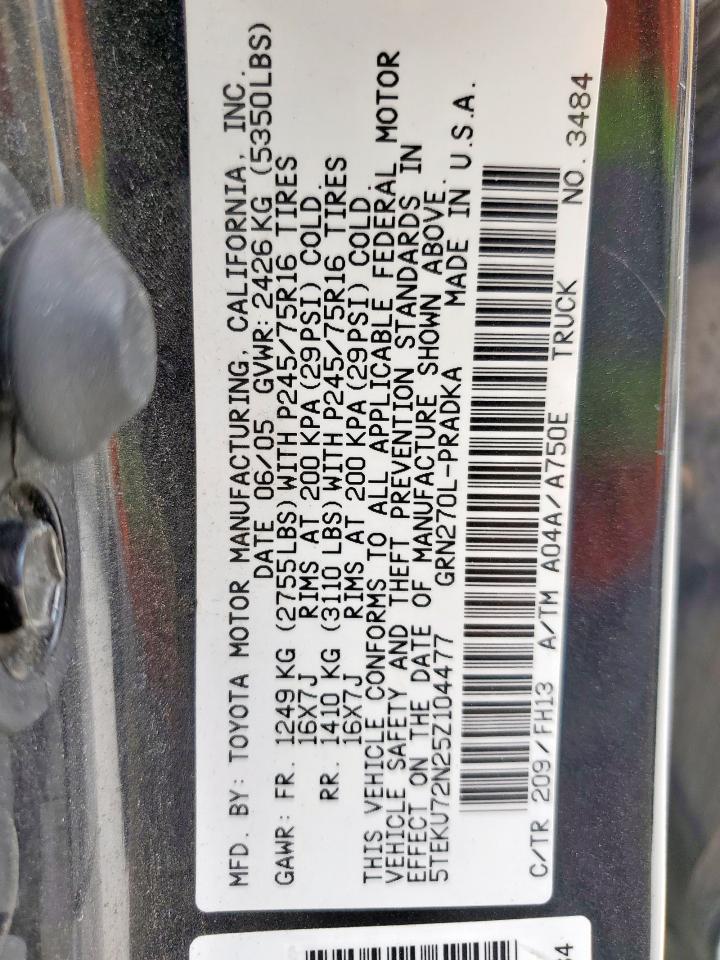 MFD. BY: TOYOTA MOTOR MANUFACTURING, CALIFORNIA, INC.
DATE 06/05 GVWR: 2426KG (5350LBS)
GAWR: FR. 1249KG (2755LBS) WITH P245/75R16 TIRES
16X7J RIMS AT 200 KPA (29PSI) COLD.
RR. 1410 KG (3110 LBS) WITH P245/75R16 TIRES
16X7J RIMS AT 200 KPA (29PSI) COLD
THIS VEHICLE CONFORMS TO ALL APPLICABLE FEDERAL MOTOR
VEHICLE SAFETY AND THEFT PREVENTION STANDARDS IN
EFFECT ON THE DATE OF MANUFACTURE SHOWN ABOVE.
5TEKU72N25Z104477 GRN270L-PRADKA MADE IN U.S.A.
C/TR 209/FH13 A/TM A04A/A750E TRUCK NO. 3484